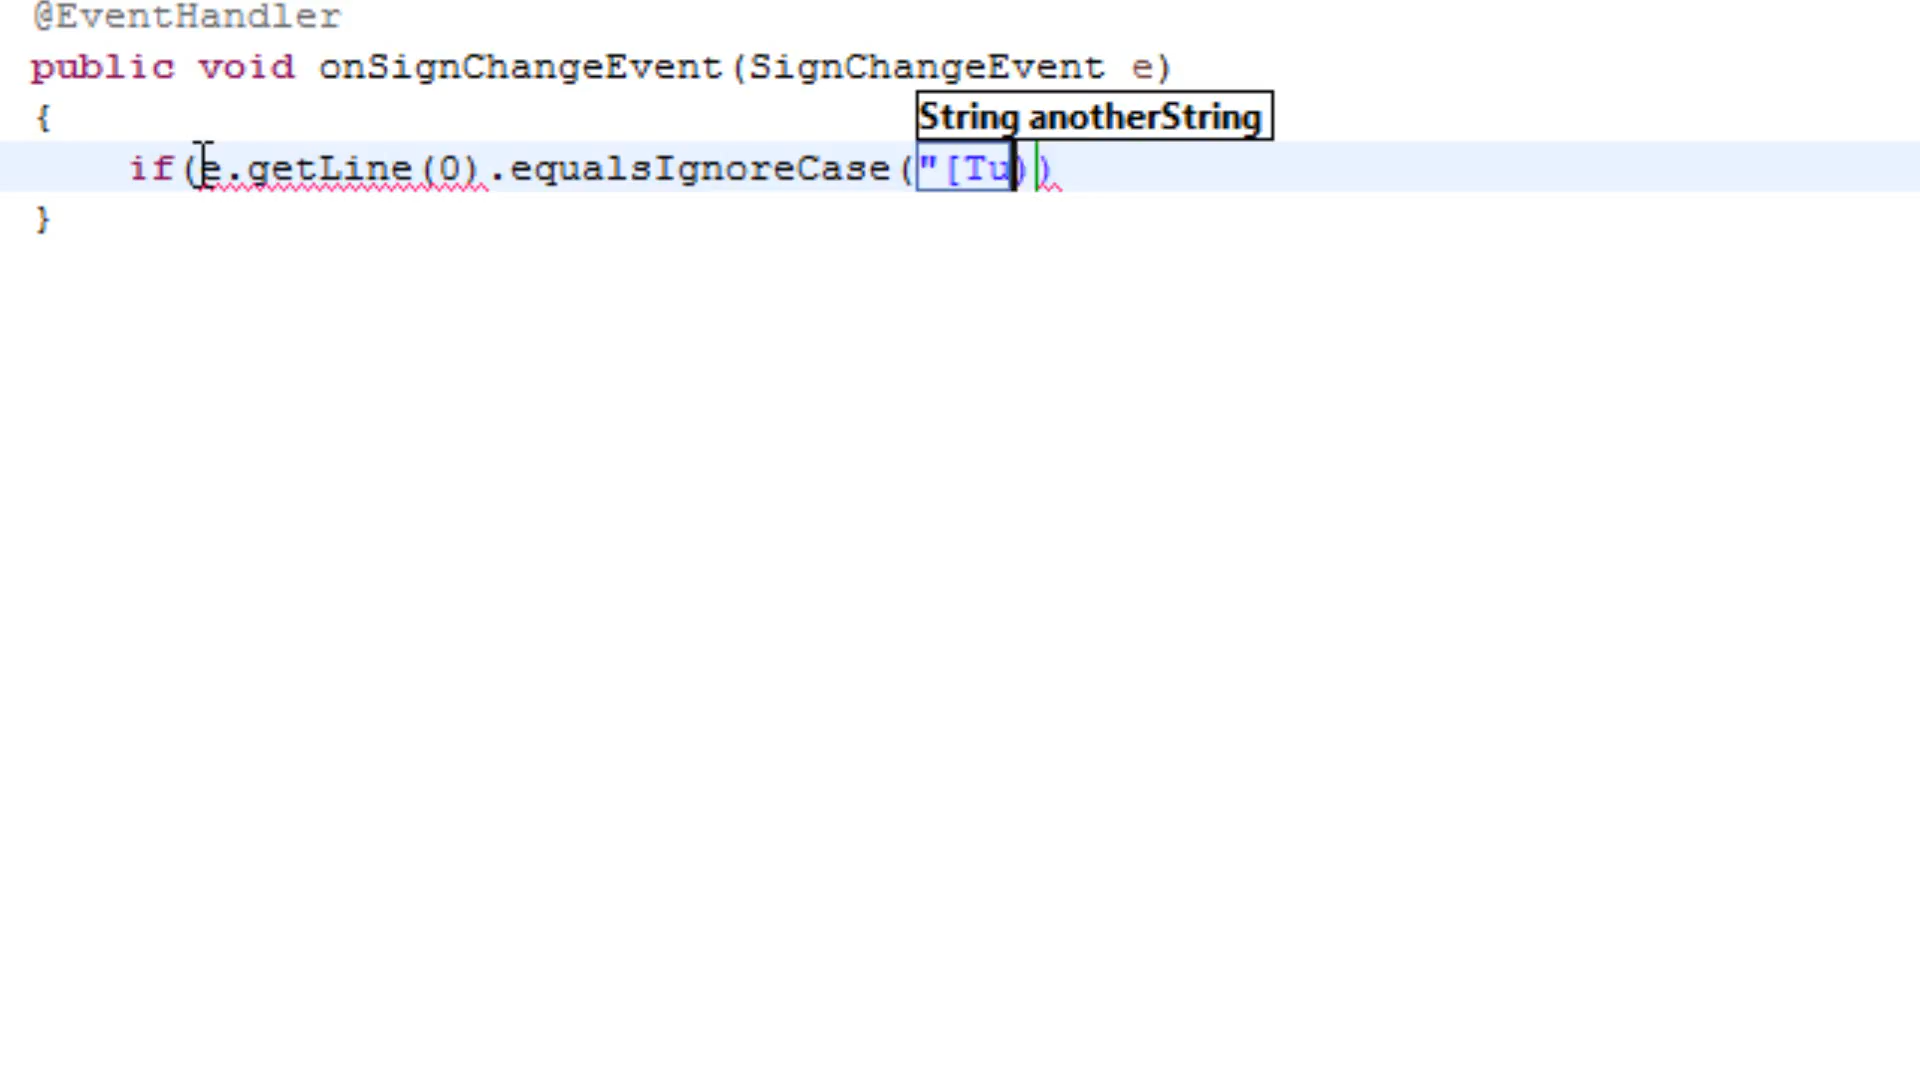 @EventHandler
public void onSignChangeEvent(SignChangeEvent e)
{
String anotherString
if(e.getLine(0).equalsIgnoreCase("[Tu))
}